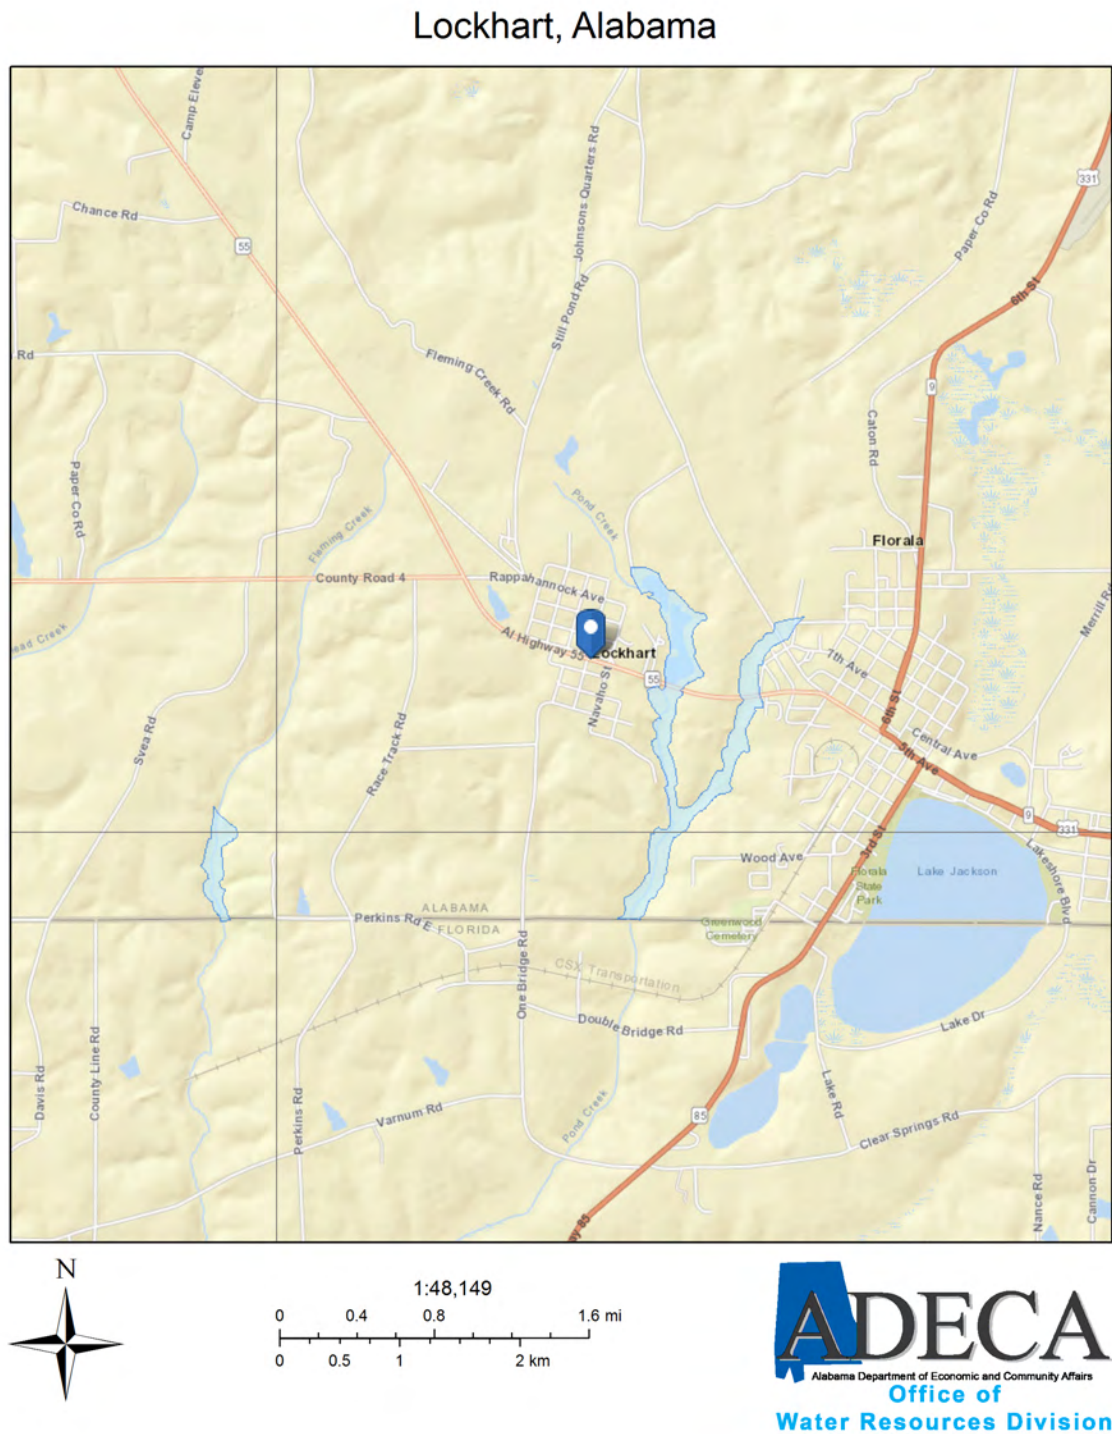 Lockhart, Alabama
Camp Eleve
331
Chance Rd
Johnsons Quarters Rd
Paper Co Rd
55
6th St
Still Pond Rd
Rd
Fleming Creek Rd
9
Caton Rd
Paper Co Rd
Pond Creek
Fleming Creek
Florala
County Road 4
Rappahannock Ave
Merrill R
ead Creek
Al Highway 55
Lockhart
7th Ave
55
Navaho St
6th St
Svea Rd
Race Track Rd
Central Ave
5th Ave
9
331
3rd St
Wood Ave
Lakeshore Blvd
Florala
State
Park
Lake Jackson
ALABAMA
Perkins Rd E
FLORIDA
Greenwood
Cemetery
CSX Transportation
One Bridge Rd
Double Bridge Rd
Lake Dr
County Line Rd
Davis Rd
Lake Rd
Perkins Rd
Varnum Rd
Pond Creek
85
Clear Springs Rd
Nance Rd
Cannon Dr
y 85
N
1:48,149
0 0.4 0.8 1.6 mi
0 0.5 1 2 km
ADECA
Alabama Department of Economic and Community Affairs
Office of
Water Resources Division